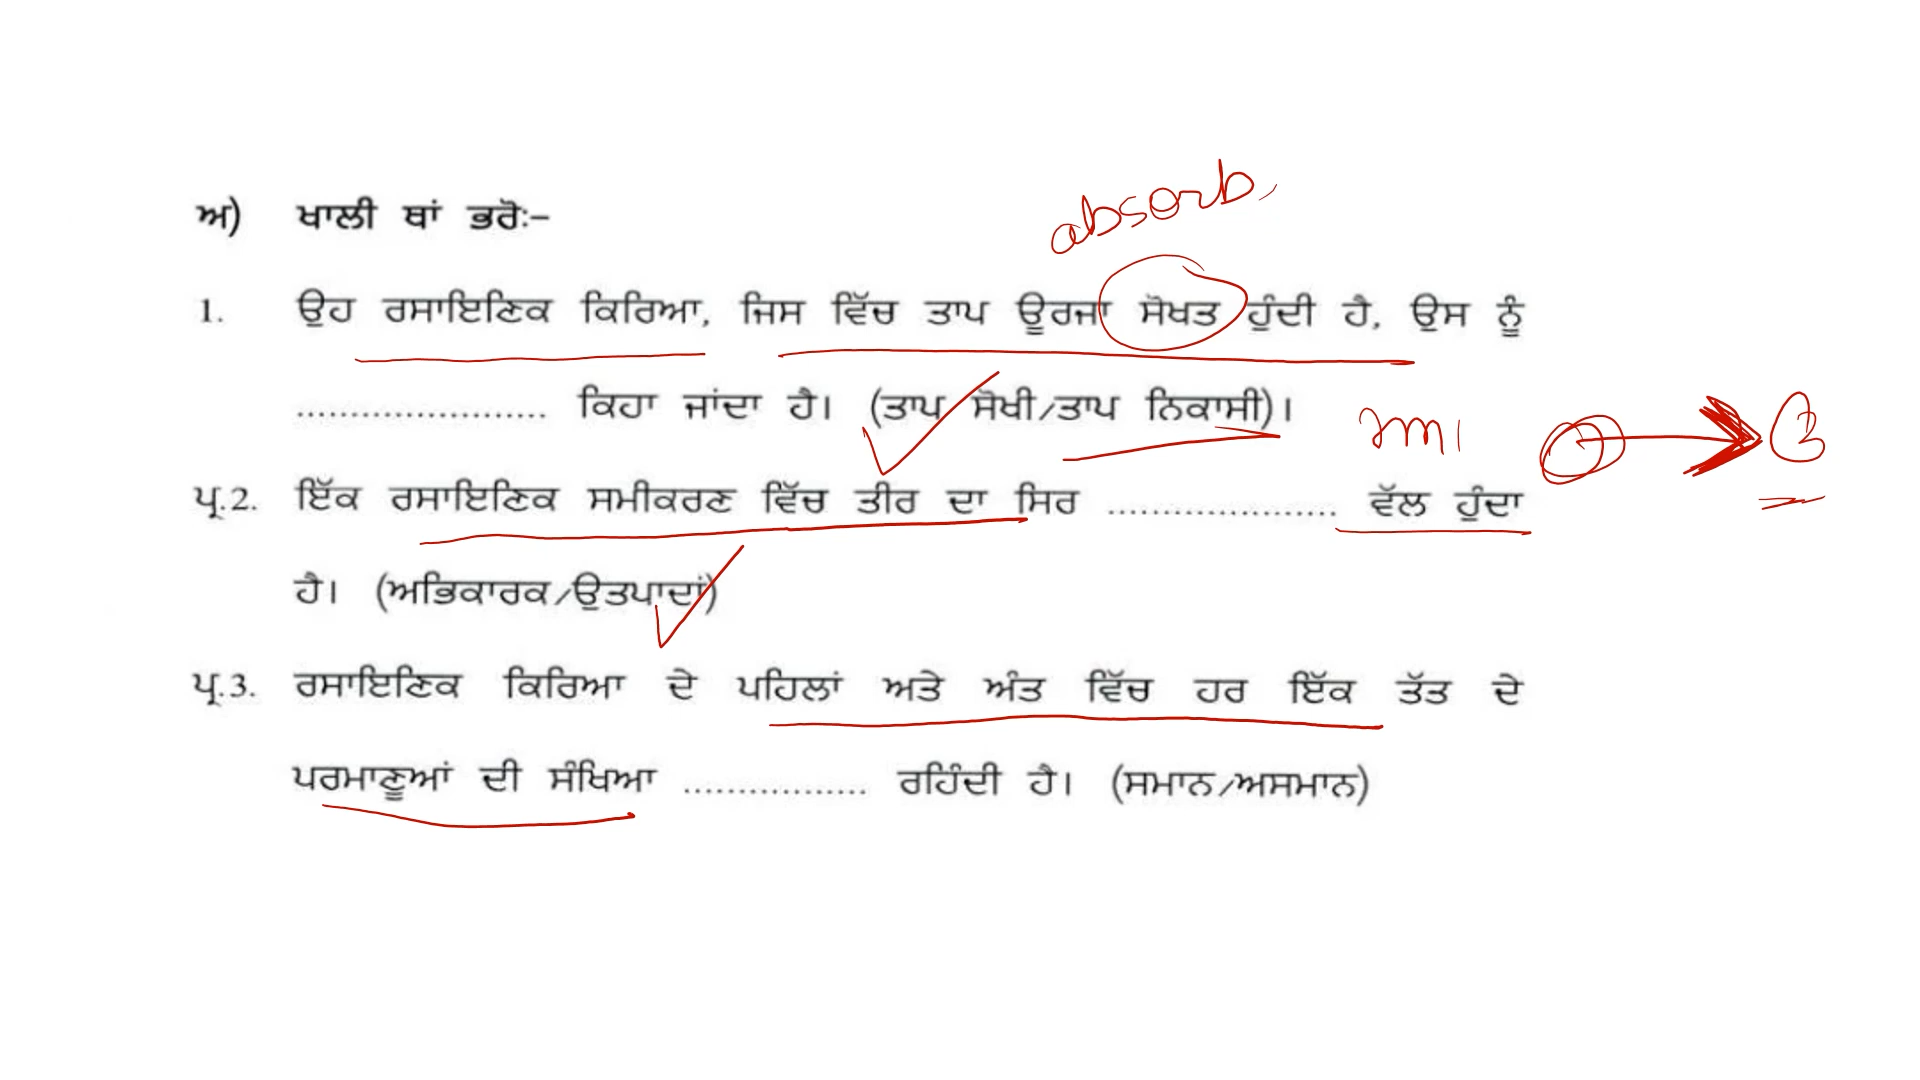 absorb,
ਅ) ਖਾਲੀ ਥਾਂ ਭਰੋ:–
1. ਉਹ ਰਸਾਇਣਿਕ ਕਿਰਿਆ, ਜਿਸ ਵਿੱਚ ਤਾਪ ਊਰਜਾ ਸੋਖਤ ਹੁੰਦੀ ਹੈ, ਉਸ ਨੂੰ
....................... ਕਿਹਾ ਜਾਂਦਾ ਹੈ। (ਤਾਪ ਸੋਖੀ/ਤਾਪ ਨਿਕਾਸੀ)।
ਪ੍ਰ.2. ਇੱਕ ਰਸਾਇਣਿਕ ਸਮੀਕਰਣ ਵਿੱਚ ਤੀਰ ਦਾ ਸਿਰ ..................... ਵੱਲ ਹੁੰਦਾ
ਹੈ। (ਅਭਿਕਾਰਕ/ਉਤਪਾਦਾਂ)
ਪ੍ਰ.3. ਰਸਾਇਣਿਕ ਕਿਰਿਆ ਦੇ ਪਹਿਲਾਂ ਅਤੇ ਅੰਤ ਵਿੱਚ ਹਰ ਇੱਕ ਤੱਤ ਦੇ
ਪਰਮਾਣੂਆਂ ਦੀ ਸੰਖਿਆ ................. ਰਹਿੰਦੀ ਹੈ। (ਸਮਾਨ/ਅਸਮਾਨ)